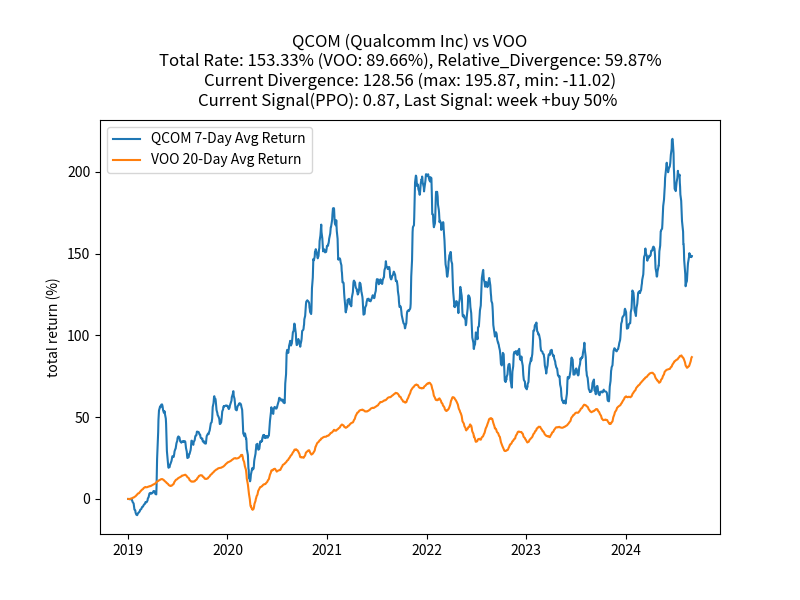 QCOM (Qualcomm Inc) vs VOO
Total Rate: 153.33% (VOO: 89.66%), Relative_Divergence: 59.87%
Current Divergence: 128.56 (max: 195.87, min: -11.02)
Current Signal(PPO): 0.87, Last Signal: week +buy 50%
QCOM 7-Day Avg Return
VOO 20-Day Avg Return
total return (%)
200
150
100
50
0
2019
2020
2021
2022
2023
2024